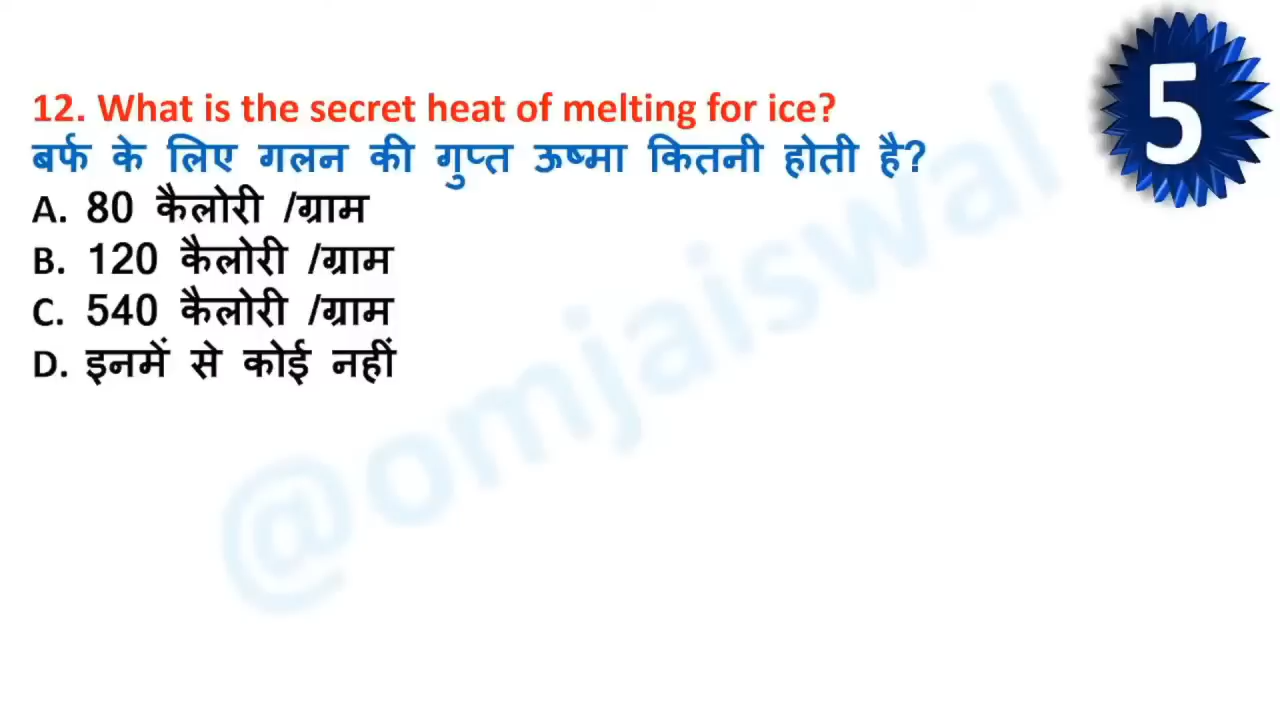 12. What is the secret heat of melting for ice?
बर्फ के लिए गलन की गुप्त ऊष्मा कितनी होती है?
A. 80 कैलोरी /ग्राम
B. 120 कैलोरी /ग्राम
C. 540 कैलोरी /ग्राम
D. इनमें से कोई नहीं
5
@omjaiswal